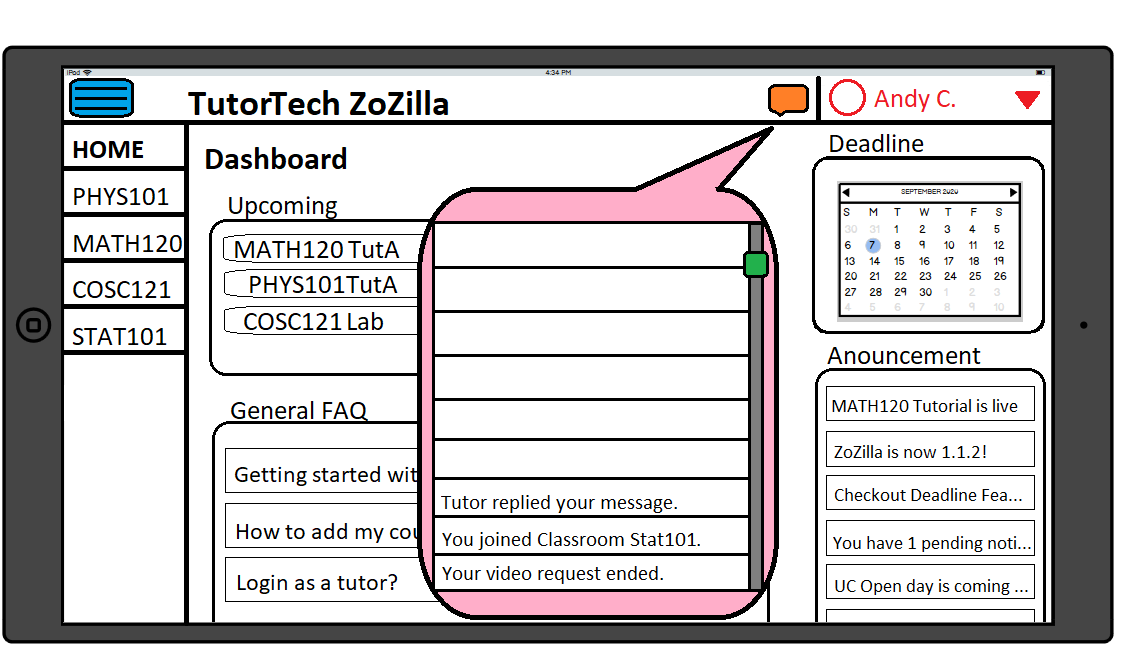 iPod
4:34 PM
TutorTech ZoZilla
Andy C.
HOME
PHYS101
MATH120
COSC121
STAT101
Dashboard
Upcoming
MATH120 TutA
PHYS101TutA
COSC121 Lab
General FAQ
Getting started wit
How to add my cou
Login as a tutor?
Tutor replied your message.
You joined Classroom Stat101.
Your video request ended.
Deadline
SEPTEMBER 2020
S M T W T F S
30 31 1 2 3 4 5
6 7 8 9 10 11 12
13 14 15 16 17 18 19
20 21 22 23 24 25 26
27 28 29 30 1 2 3
4 5 6 7 8 9 10
Anouncement
MATH120 Tutorial is live
ZoZilla is now 1.1.2!
Checkout Deadline Fea...
You have 1 pending noti...
UC Open day is coming ...